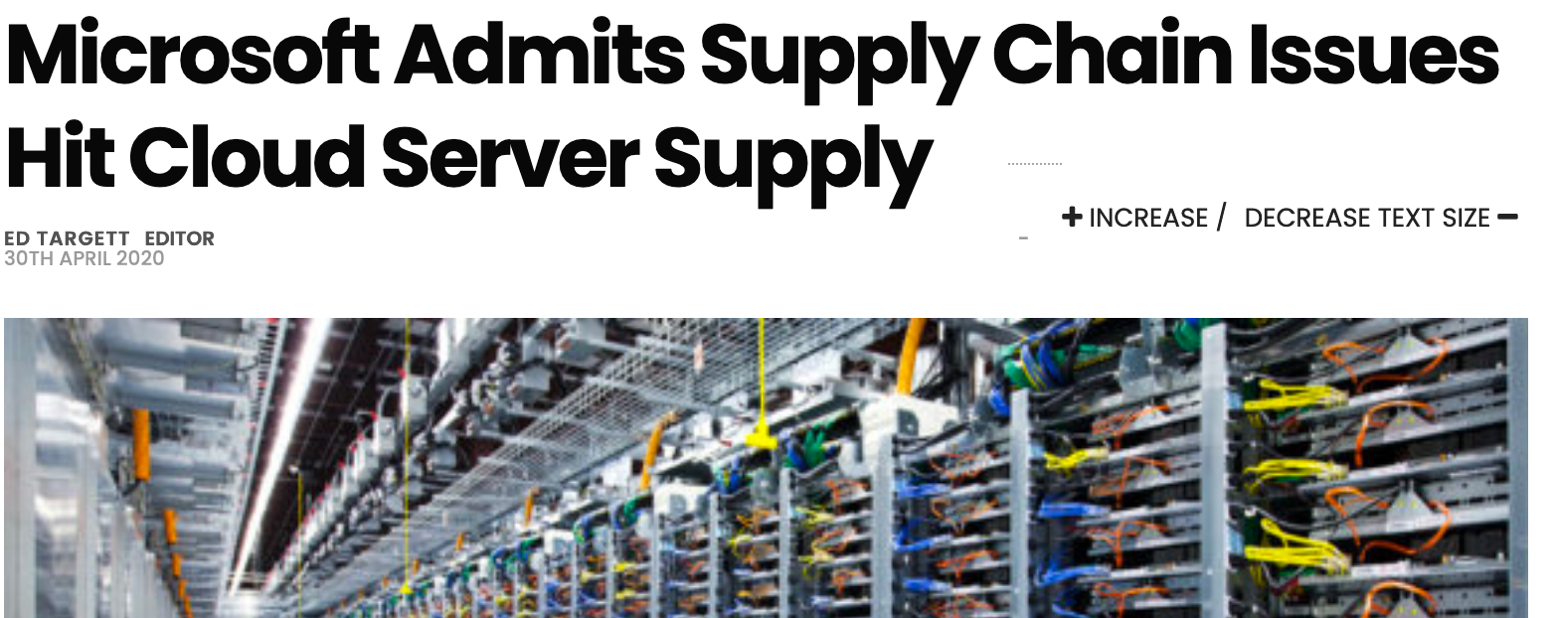 Microsoft Admits Supply Chain Issues
Hit Cloud Server Supply
+ INCREASE / DECREASE TEXT SIZE −
ED TARGETT EDITOR
30TH APRIL 2020